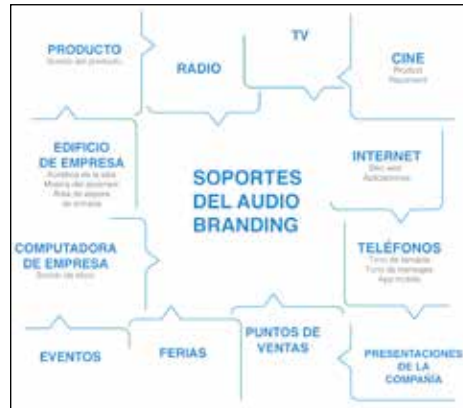 PRODUCTO
Sonido del producto
RADIO
TV
CINE
Product
Placement
EDIFICIO
DE EMPRESA
Acústica de la sala
Música del ascensor
Área de espera
de entrada
SOPORTES
DEL AUDIO
BRANDING
INTERNET
Sitio web
Aplicaciones
COMPUTADORA
DE EMPRESA
Sonido de inicio
TELÉFONOS
Tono de llamada
Tono de mensajes
App mobile
EVENTOS
FERIAS
PUNTOS DE
VENTAS
PRESENTACIONES
DE LA
COMPAÑÍA